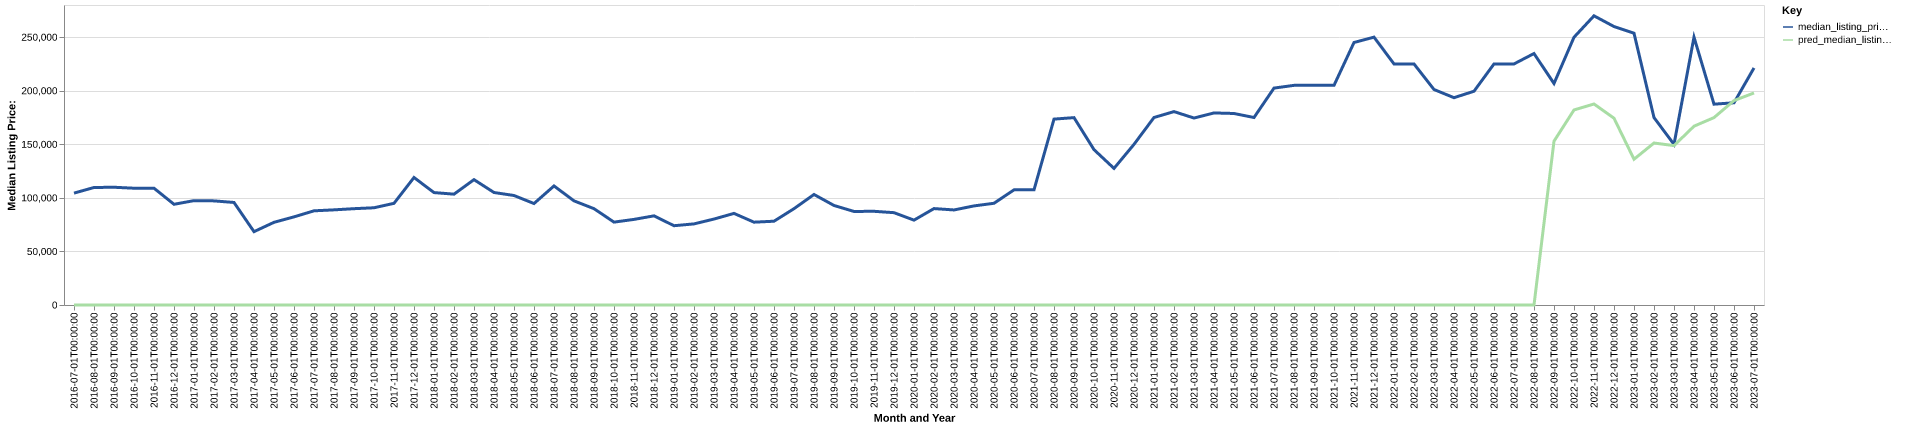 Key
median_listing_pri…
pred_median_listin…
Median Listing Price:
250,000
200,000
150,000
100,000
50,000
0
2016-07-01T00:00:00
2016-08-01T00:00:00
2016-09-01T00:00:00
2016-10-01T00:00:00
2016-11-01T00:00:00
2016-12-01T00:00:00
2017-01-01T00:00:00
2017-02-01T00:00:00
2017-03-01T00:00:00
2017-04-01T00:00:00
2017-05-01T00:00:00
2017-06-01T00:00:00
2017-07-01T00:00:00
2017-08-01T00:00:00
2017-09-01T00:00:00
2017-10-01T00:00:00
2017-11-01T00:00:00
2017-12-01T00:00:00
2018-01-01T00:00:00
2018-02-01T00:00:00
2018-03-01T00:00:00
2018-04-01T00:00:00
2018-05-01T00:00:00
2018-06-01T00:00:00
2018-07-01T00:00:00
2018-08-01T00:00:00
2018-09-01T00:00:00
2018-10-01T00:00:00
2018-11-01T00:00:00
2018-12-01T00:00:00
2019-01-01T00:00:00
2019-02-01T00:00:00
2019-03-01T00:00:00
2019-04-01T00:00:00
2019-05-01T00:00:00
2019-06-01T00:00:00
2019-07-01T00:00:00
2019-08-01T00:00:00
2019-09-01T00:00:00
2019-10-01T00:00:00
2019-11-01T00:00:00
2019-12-01T00:00:00
2020-01-01T00:00:00
2020-02-01T00:00:00
2020-03-01T00:00:00
2020-04-01T00:00:00
2020-05-01T00:00:00
2020-06-01T00:00:00
2020-07-01T00:00:00
2020-08-01T00:00:00
2020-09-01T00:00:00
2020-10-01T00:00:00
2020-11-01T00:00:00
2020-12-01T00:00:00
2021-01-01T00:00:00
2021-02-01T00:00:00
2021-03-01T00:00:00
2021-04-01T00:00:00
2021-05-01T00:00:00
2021-06-01T00:00:00
2021-07-01T00:00:00
2021-08-01T00:00:00
2021-09-01T00:00:00
2021-10-01T00:00:00
2021-11-01T00:00:00
2021-12-01T00:00:00
2022-01-01T00:00:00
2022-02-01T00:00:00
2022-03-01T00:00:00
2022-04-01T00:00:00
2022-05-01T00:00:00
2022-06-01T00:00:00
2022-07-01T00:00:00
2022-08-01T00:00:00
2022-09-01T00:00:00
2022-10-01T00:00:00
2022-11-01T00:00:00
2022-12-01T00:00:00
2023-01-01T00:00:00
2023-02-01T00:00:00
2023-03-01T00:00:00
2023-04-01T00:00:00
2023-05-01T00:00:00
2023-06-01T00:00:00
2023-07-01T00:00:00
Month and Year